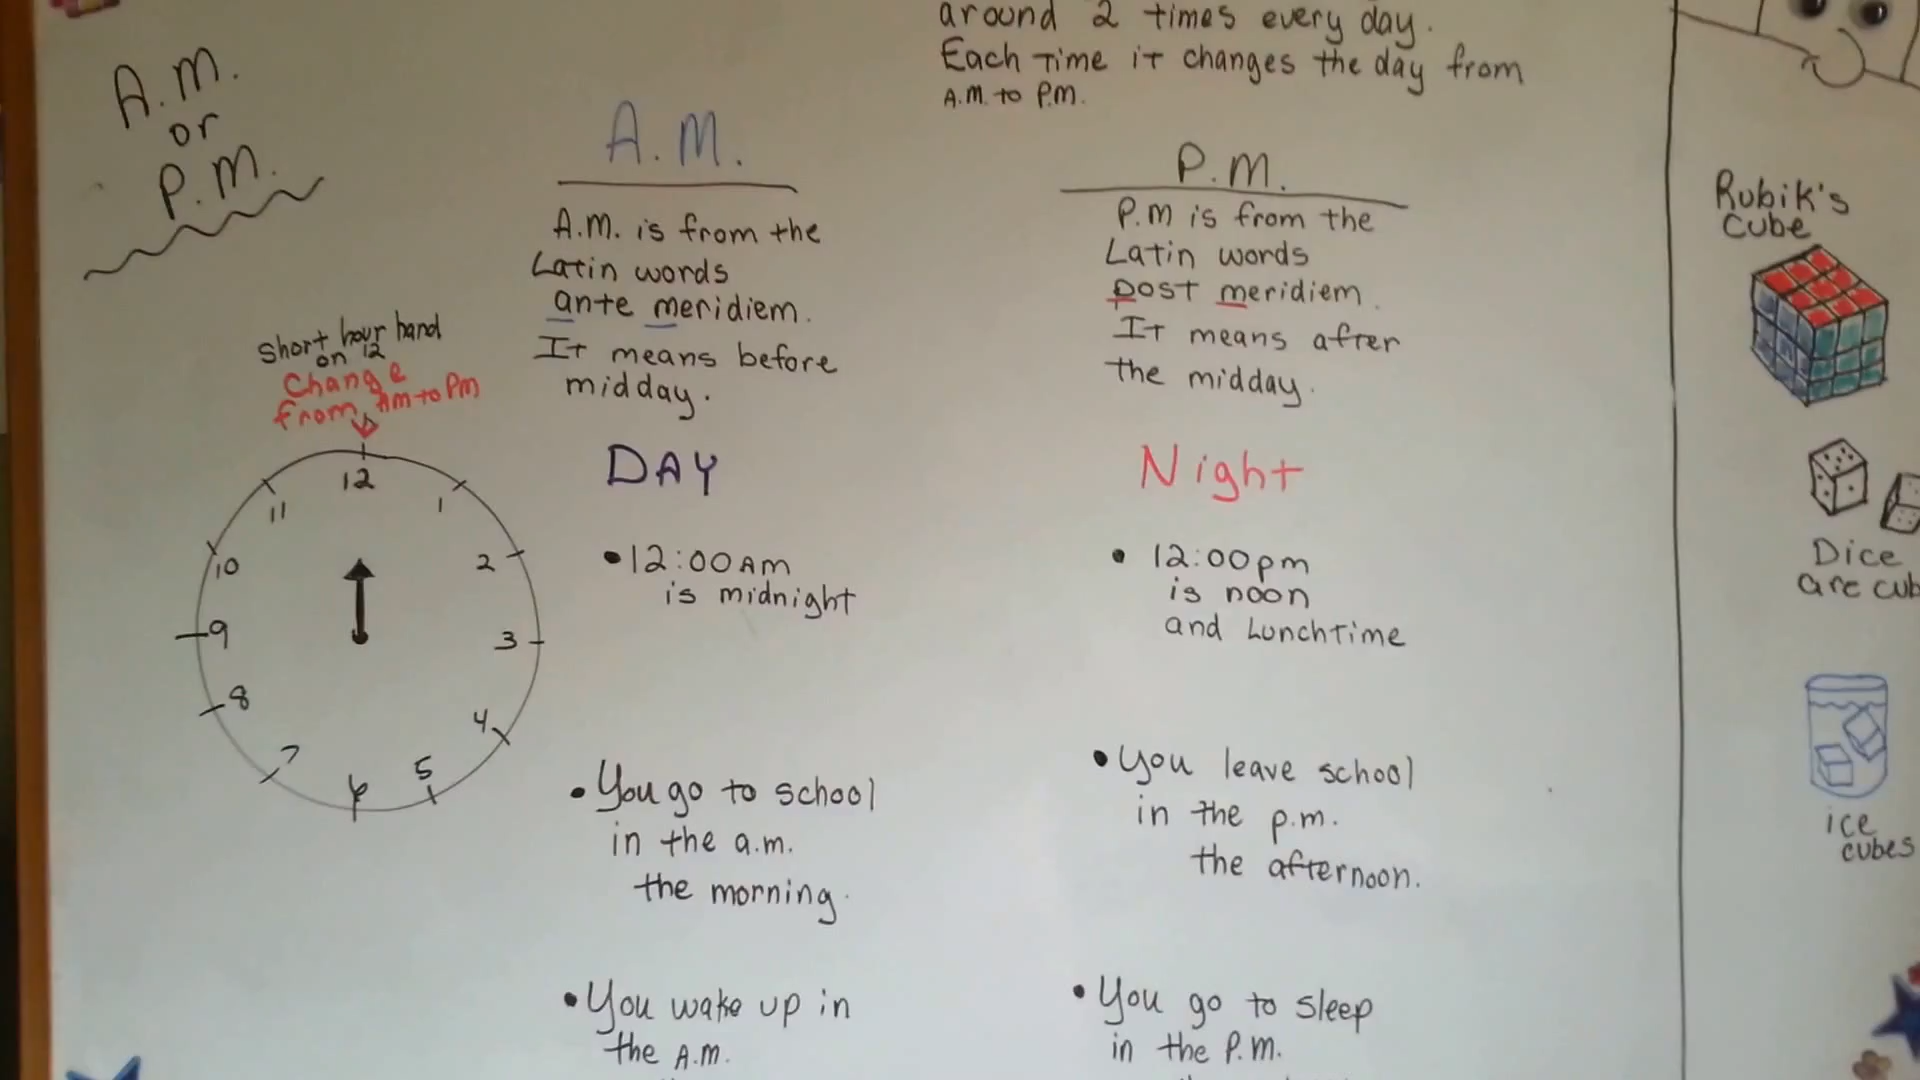 A.M.
or
P.M.
around 2 times every day.
Each Time it changes the day from
A.M. to P.M.
A.M.
A.M. is from the
Latin words
ante meridiem.
It means before
midday.
DAY
•12:00 AM
is midnight
•You go to school
in the a.m.
the morning.
•You wake up in
the A.M.
P.M.
P.M is from the
Latin words
post meridiem.
It means after
the midday.
Night
• 12:00pm
is noon
and Lunchtime
•You leave school
in the p.m.
the afternoon.
•You go to sleep
in the P.M.
short hour hand
on 12
Change
from AM to PM
12
1
2
3
4
5
6
7
8
9
10
11
Rubik's
Cube
Dice
are cub
ice
cubes